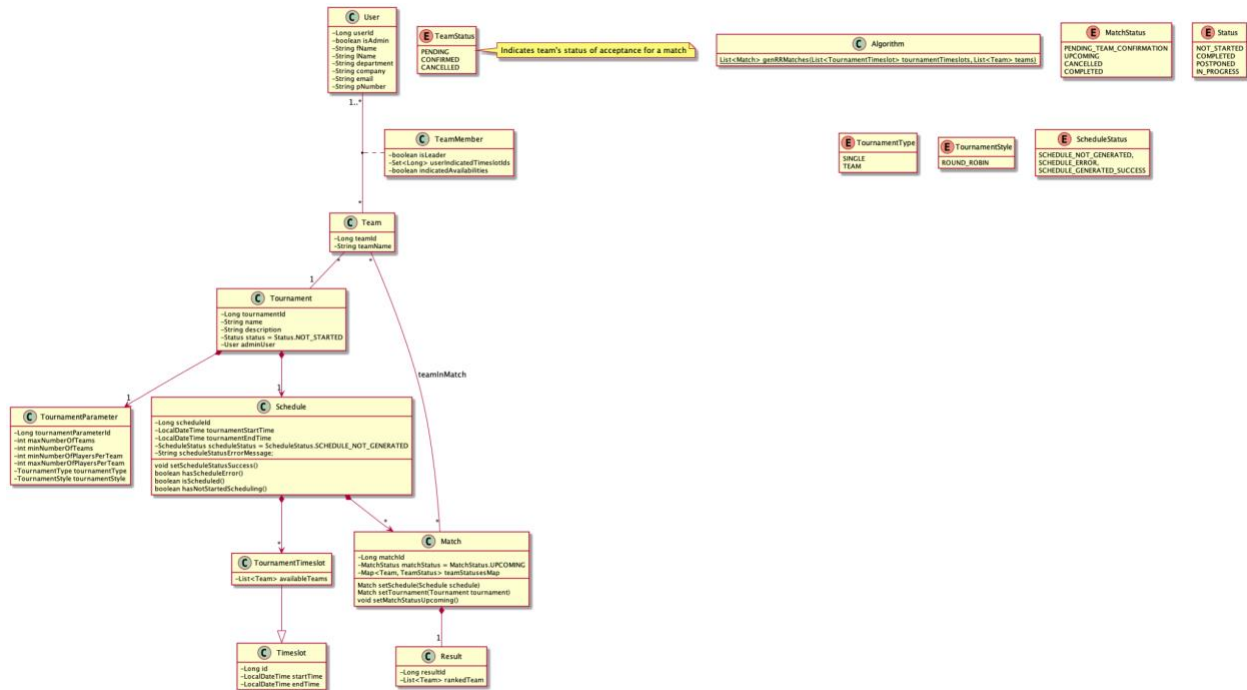 C User
-Long userId
-boolean isAdmin
-String fName
-String lName
-String department
-String company
-String email
-String pNumber
E TeamStatus
PENDING
CONFIRMED
CANCELLED
Indicates team's status of acceptance for a match
C Algorithm
List<Match> genRRMatches(List<TournamentTimeslot> tournamentTimeslots, List<Team> teams)
E MatchStatus
PENDING_TEAM_CONFIRMATION
UPCOMING
CANCELLED
COMPLETED
E Status
NOT_STARTED
COMPLETED
POSTPONED
IN_PROGRESS
1..*
C TeamMember
-boolean isLeader
-Set<Long> userIndicatedTimeslotIds
-boolean indicatedAvailabilities
E TournamentType
SINGLE
TEAM
E TournamentStyle
ROUND_ROBIN
E ScheduleStatus
SCHEDULE_NOT_GENERATED,
SCHEDULE_ERROR,
SCHEDULE_GENERATED_SUCCESS
*
C Team
-Long teamId
-String teamName
*
*
1
C Tournament
-Long tournamentId
-String name
-String description
-Status status = Status.NOT_STARTED
-User adminUser
teamInMatch
1
1
C TournamentParameter
-Long tournamentParameterId
-int maxNumberOfTeams
-int minNumberOfTeams
-int minNumberOfPlayersPerTeam
-int maxNumberOfPlayersPerTeam
-TournamentType tournamentType
-TournamentStyle tournamentStyle
C Schedule
-Long scheduleId
-LocalDateTime tournamentStartTime
-LocalDateTime tournamentEndTime
-ScheduleStatus scheduleStatus = ScheduleStatus.SCHEDULE_NOT_GENERATED
-String scheduleStatusErrorMessage;
void setScheduleStatusSuccess()
boolean hasScheduleError()
boolean isScheduled()
boolean hasNotStartedScheduling()
*
*
*
C TournamentTimeslot
-List<Team> availableTeams
C Match
-Long matchId
-MatchStatus matchStatus = MatchStatus.UPCOMING
-Map<Team, TeamStatus> teamStatusesMap
Match setSchedule(Schedule schedule)
Match setTournament(Tournament tournament)
void setMatchStatusUpcoming()
1
C Timeslot
-Long id
-LocalDateTime startTime
-LocalDateTime endTime
C Result
-Long resultId
-List<Team> rankedTeam